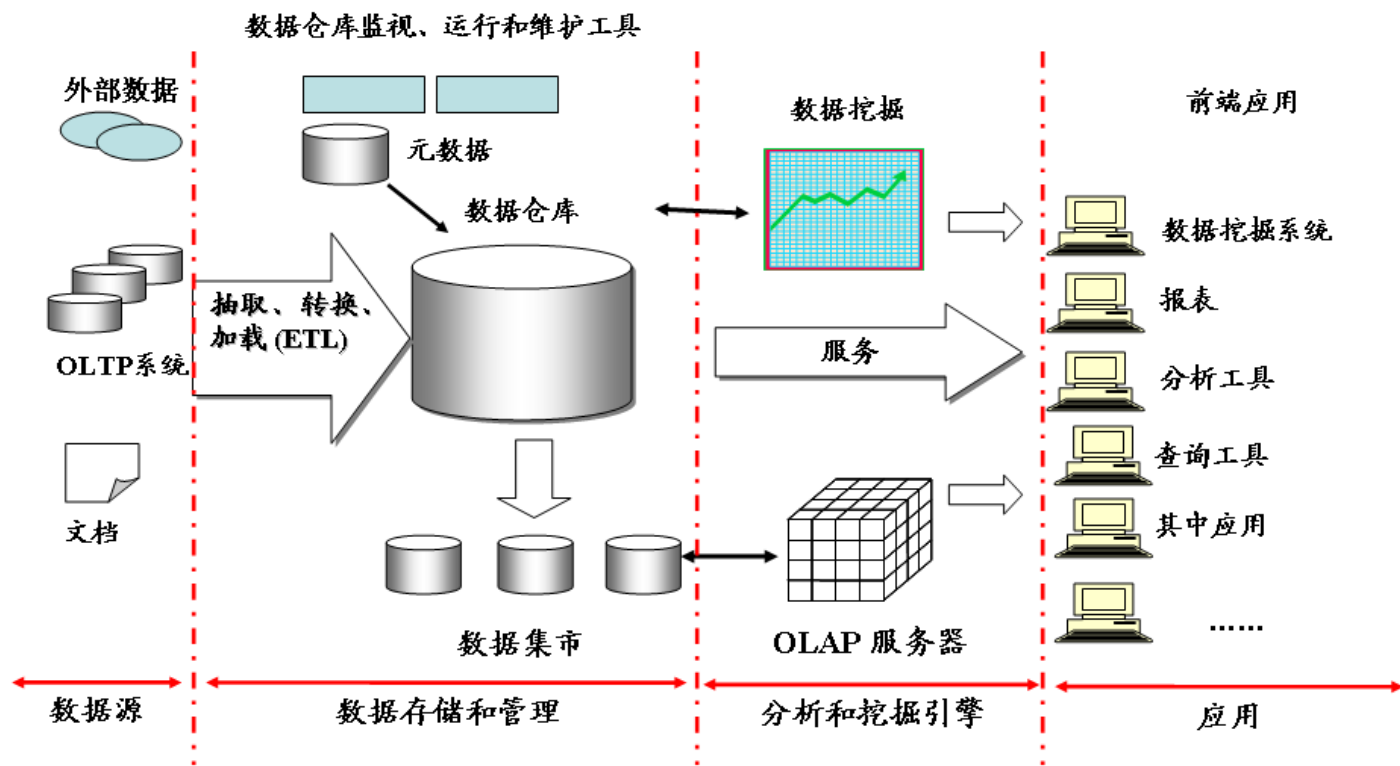 数据仓库监视、运行和维护工具
外部数据
OLTP系统
文档
元数据
数据仓库
抽取、转换、
加载 (ETL)
数据集市
数据挖掘
服务
OLAP 服务器
前端应用
数据挖掘系统
报表
分析工具
查询工具
其中应用
……
数据源
数据存储和管理
分析和挖掘引擎
应用